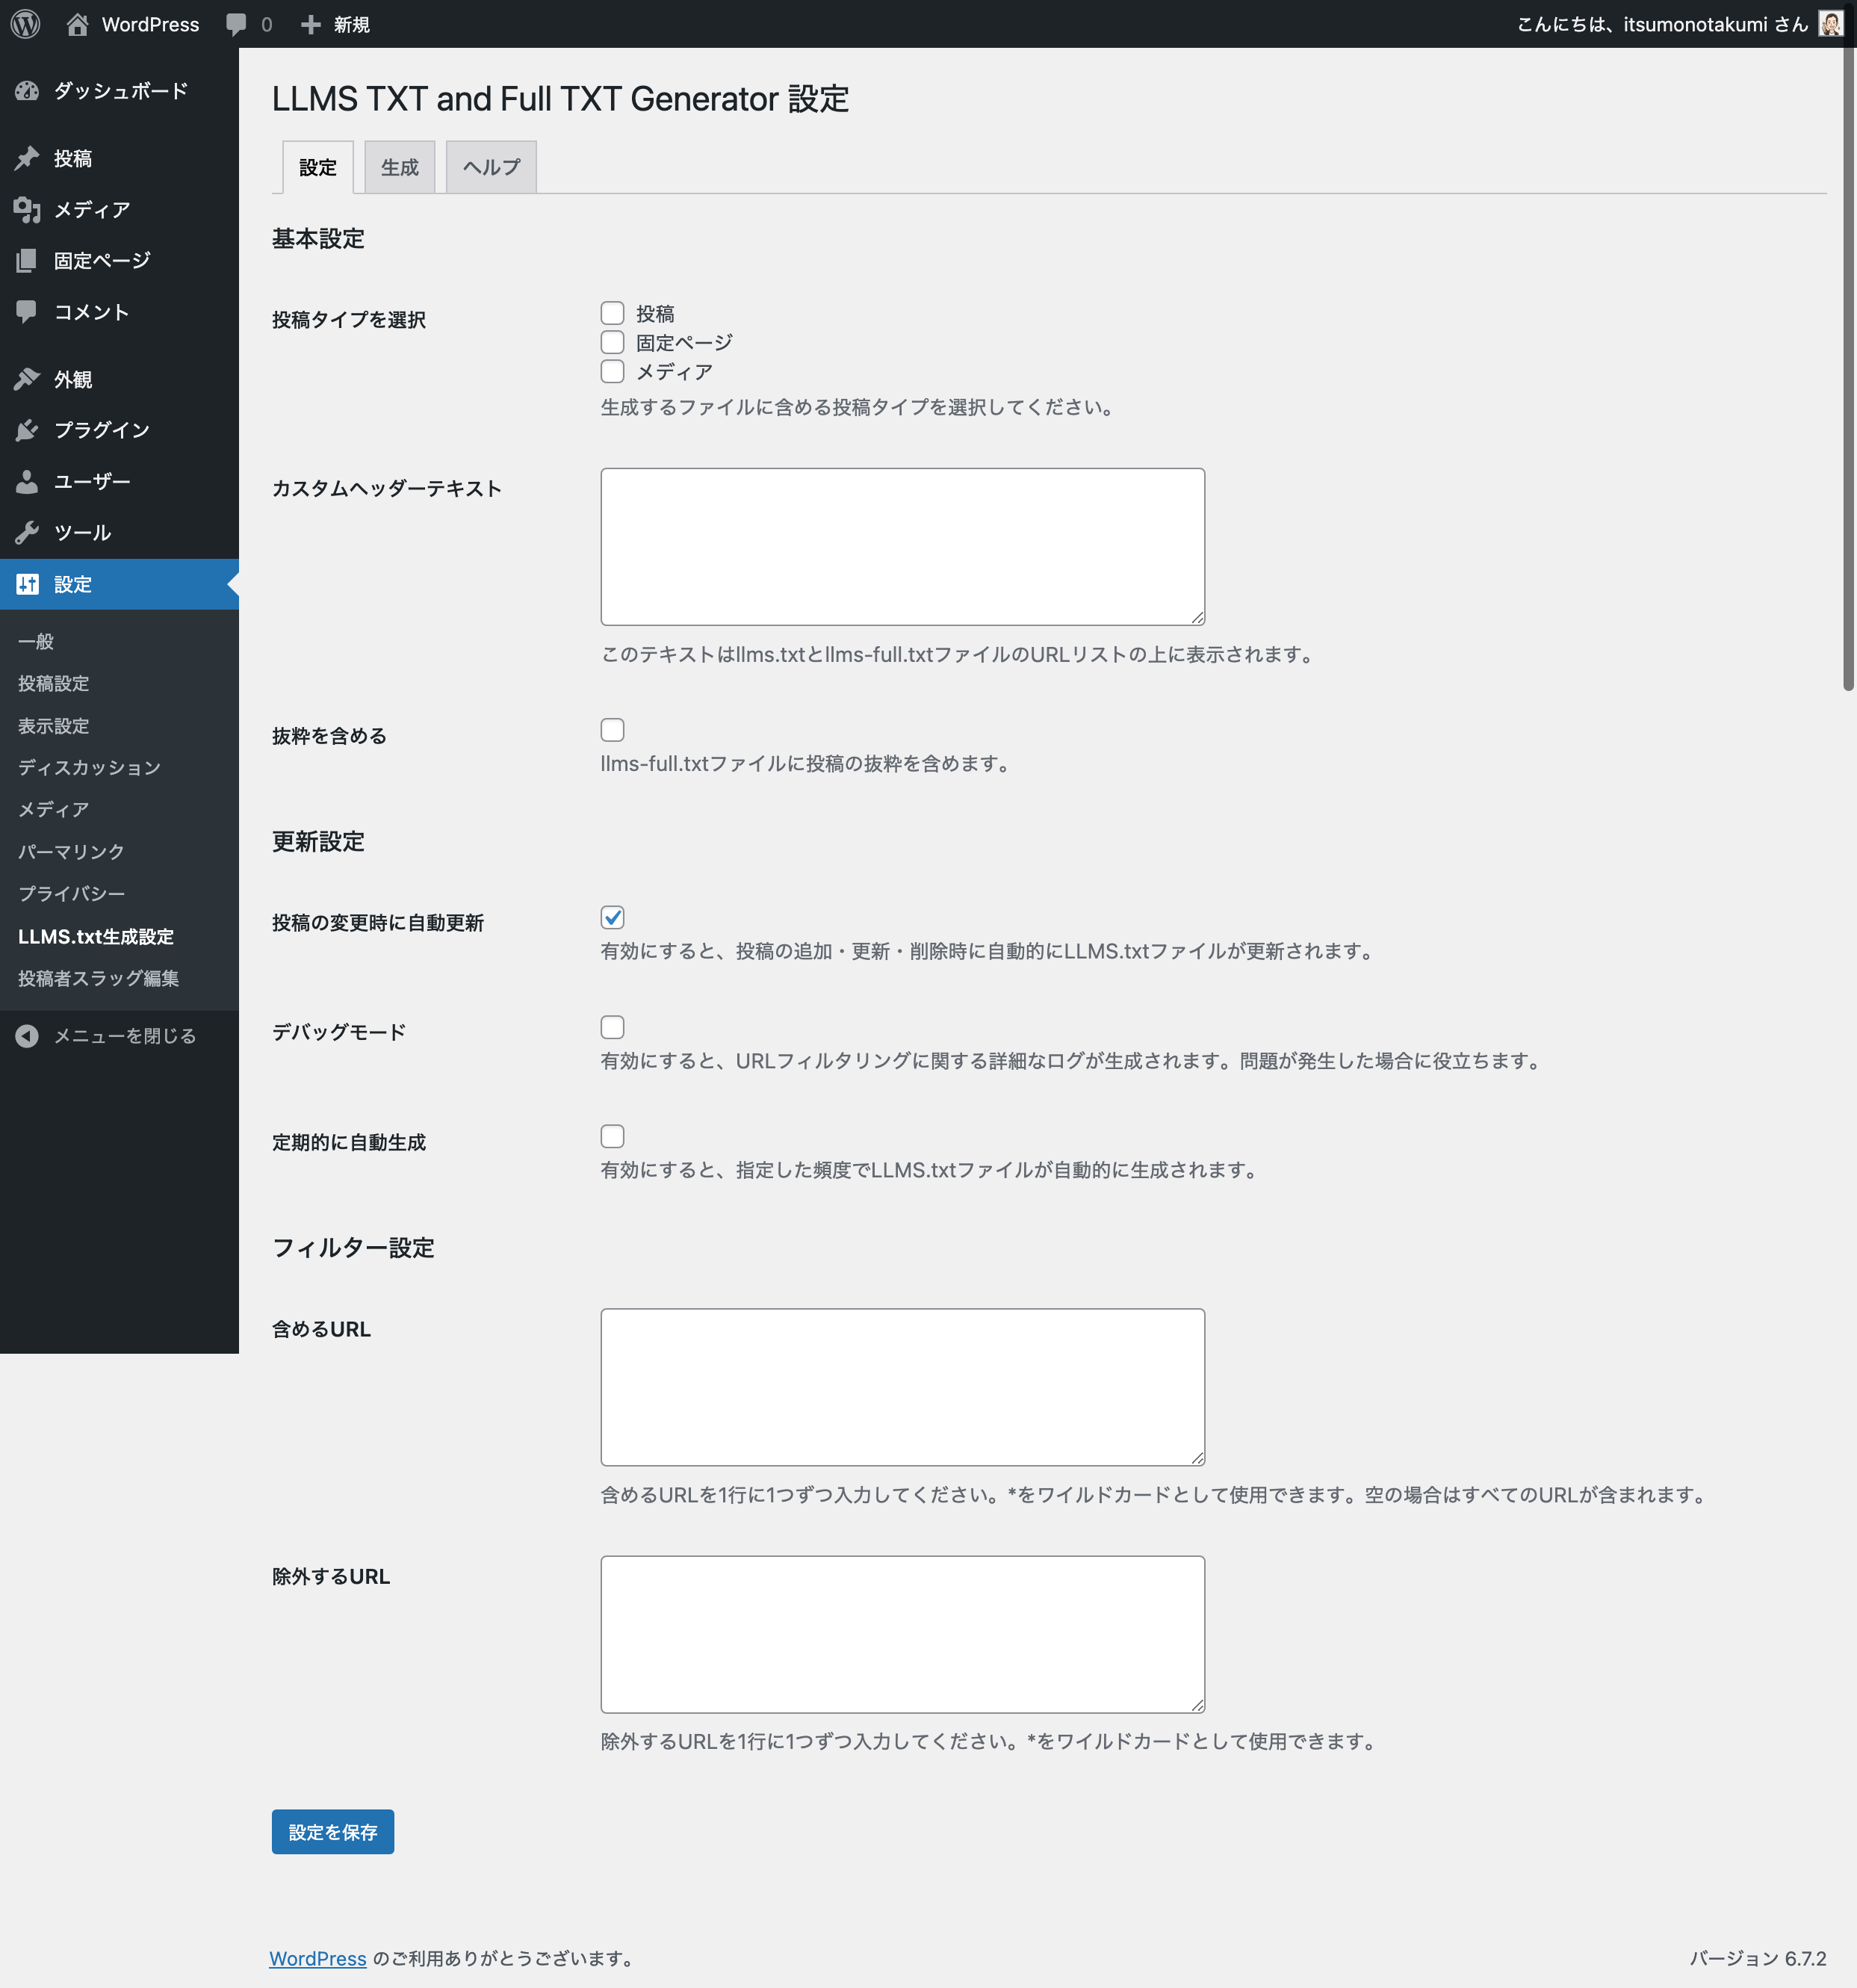 WordPress 0 新規 こんにちは、itsumonotakumi さん
ダッシュボード
投稿
メディア
固定ページ
コメント
外観
プラグイン
ユーザー
ツール
設定
一般
投稿設定
表示設定
ディスカッション
メディア
パーマリンク
プライバシー
LLMS.txt生成設定
投稿者スラッグ編集
メニューを閉じる
LLMS TXT and Full TXT Generator 設定
設定 生成 ヘルプ
基本設定
投稿タイプを選択
投稿
固定ページ
メディア
生成するファイルに含める投稿タイプを選択してください。
カスタムヘッダーテキスト
このテキストはllms.txtとllms-full.txtファイルのURLリストの上に表示されます。
抜粋を含める
llms-full.txtファイルに投稿の抜粋を含めます。
更新設定
投稿の変更時に自動更新
有効にすると、投稿の追加・更新・削除時に自動的にLLMS.txtファイルが更新されます。
デバッグモード
有効にすると、URLフィルタリングに関する詳細なログが生成されます。問題が発生した場合に役立ちます。
定期的に自動生成
有効にすると、指定した頻度でLLMS.txtファイルが自動的に生成されます。
フィルター設定
含めるURL
含めるURLを1行に1つずつ入力してください。*をワイルドカードとして使用できます。空の場合はすべてのURLが含まれます。
除外するURL
除外するURLを1行に1つずつ入力してください。*をワイルドカードとして使用できます。
設定を保存
WordPress のご利用ありがとうございます。 バージョン 6.7.2